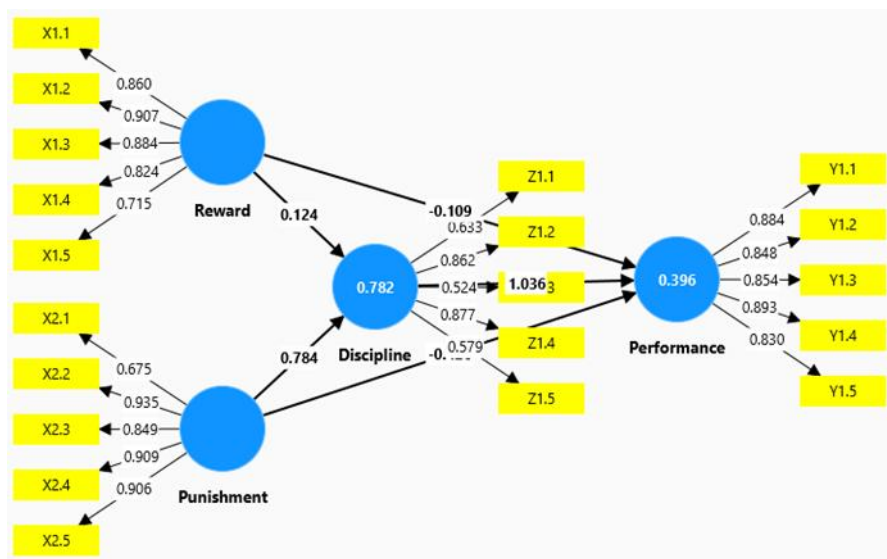 X1.1
X1.2
X1.3
X1.4
X1.5
0.860
0.907
0.884
0.824
0.715
Reward
X2.1
X2.2
X2.3
X2.4
X2.5
0.675
0.935
0.849
0.909
0.906
Punishment
0.124
0.784
0.782
Discipline
-0.109
1.036
0.633
0.862
0.524
0.877
0.579
Z1.1
Z1.2
Z1.4
Z1.5
0.396
Performance
0.884
0.848
0.854
0.893
0.830
Y1.1
Y1.2
Y1.3
Y1.4
Y1.5